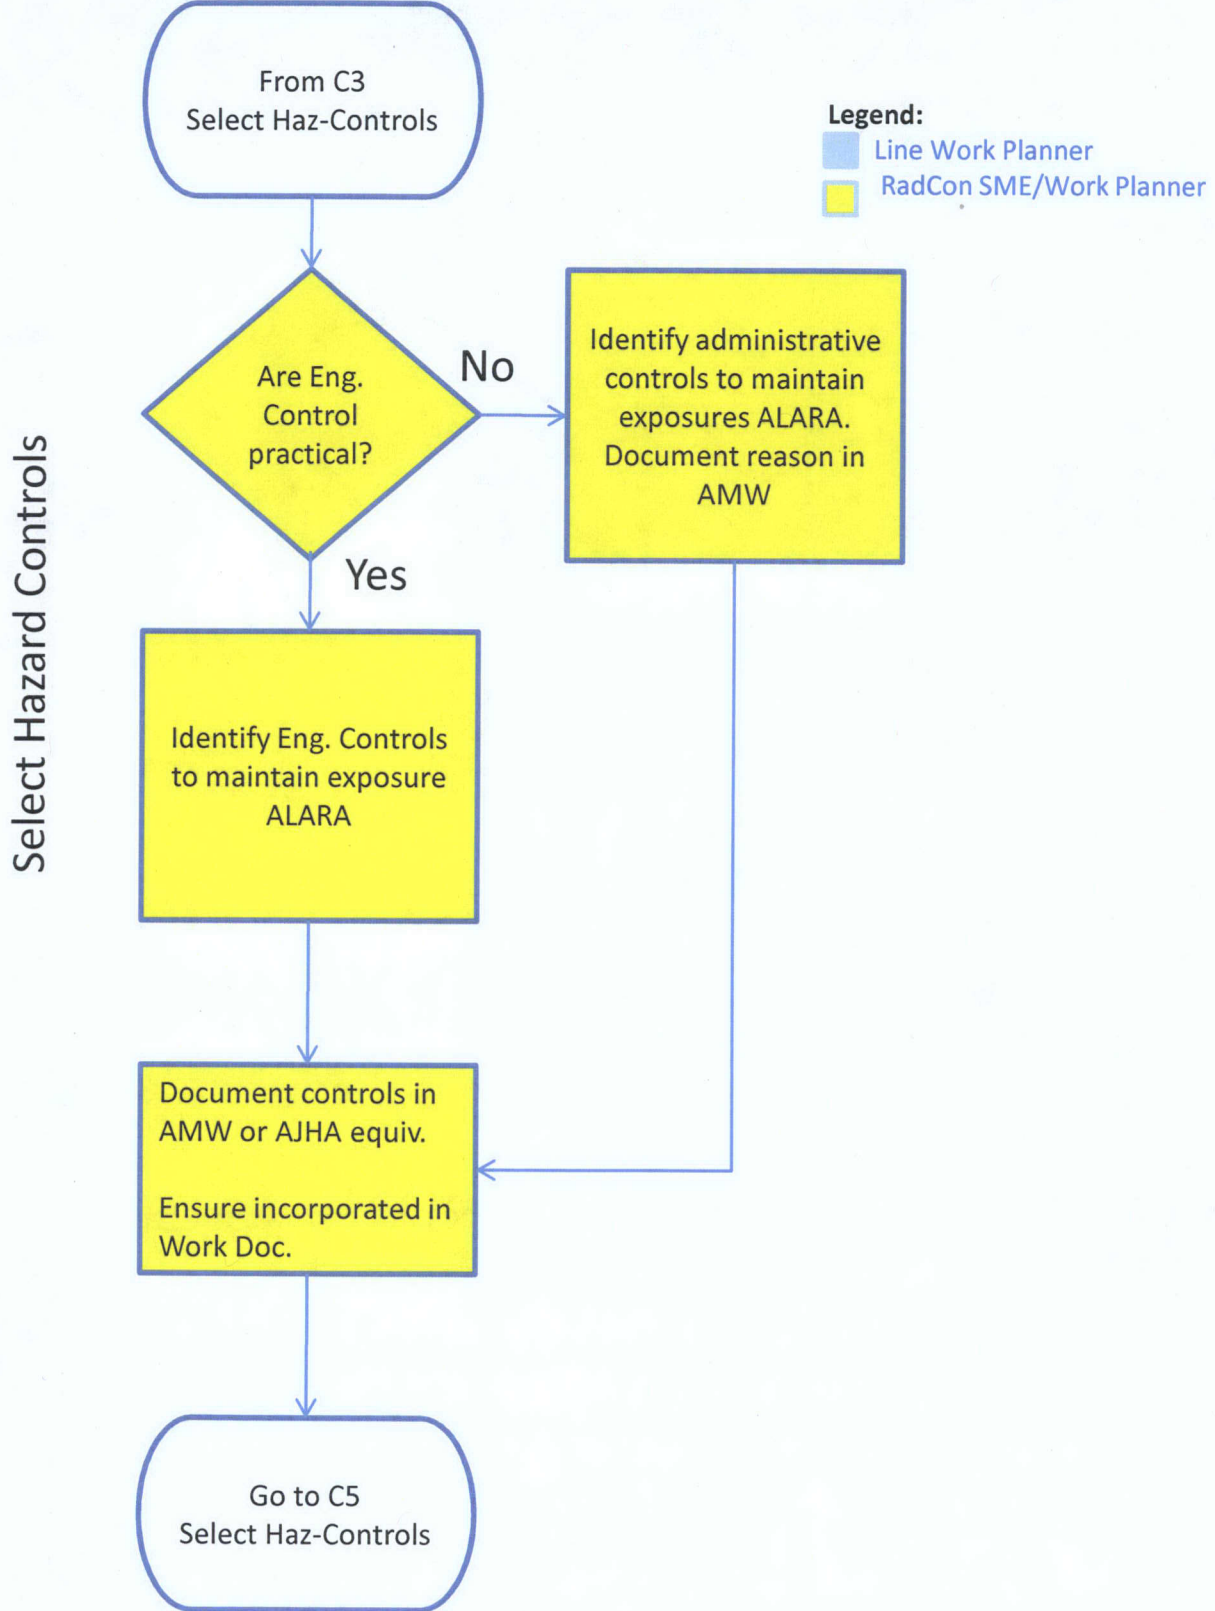 From C3
Select Haz-Controls
Legend:
Line Work Planner
RadCon SME/Work Planner
Are Eng.
Control
practical?
No
Identify administrative
controls to maintain
exposures ALARA.
Document reason in
AMW
Yes
Select Hazard Controls
Identify Eng. Controls
to maintain exposure
ALARA
Document controls in
AMW or AJHA equiv.
Ensure incorporated in
Work Doc.
Go to C5
Select Haz-Controls